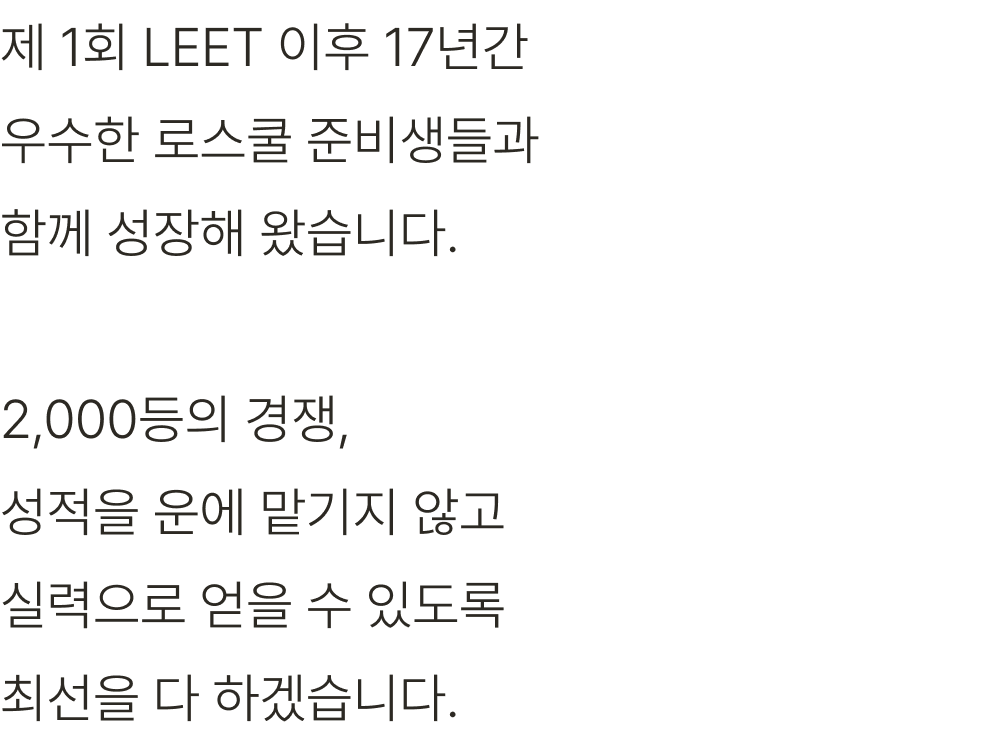 제 1회 LEET 이후 17년간
우수한 로스쿨 준비생들과
함께 성장해 왔습니다.
2,000등의 경쟁,
성적을 운에 맡기지 않고
실력으로 얻을 수 있도록
최선을 다 하겠습니다.